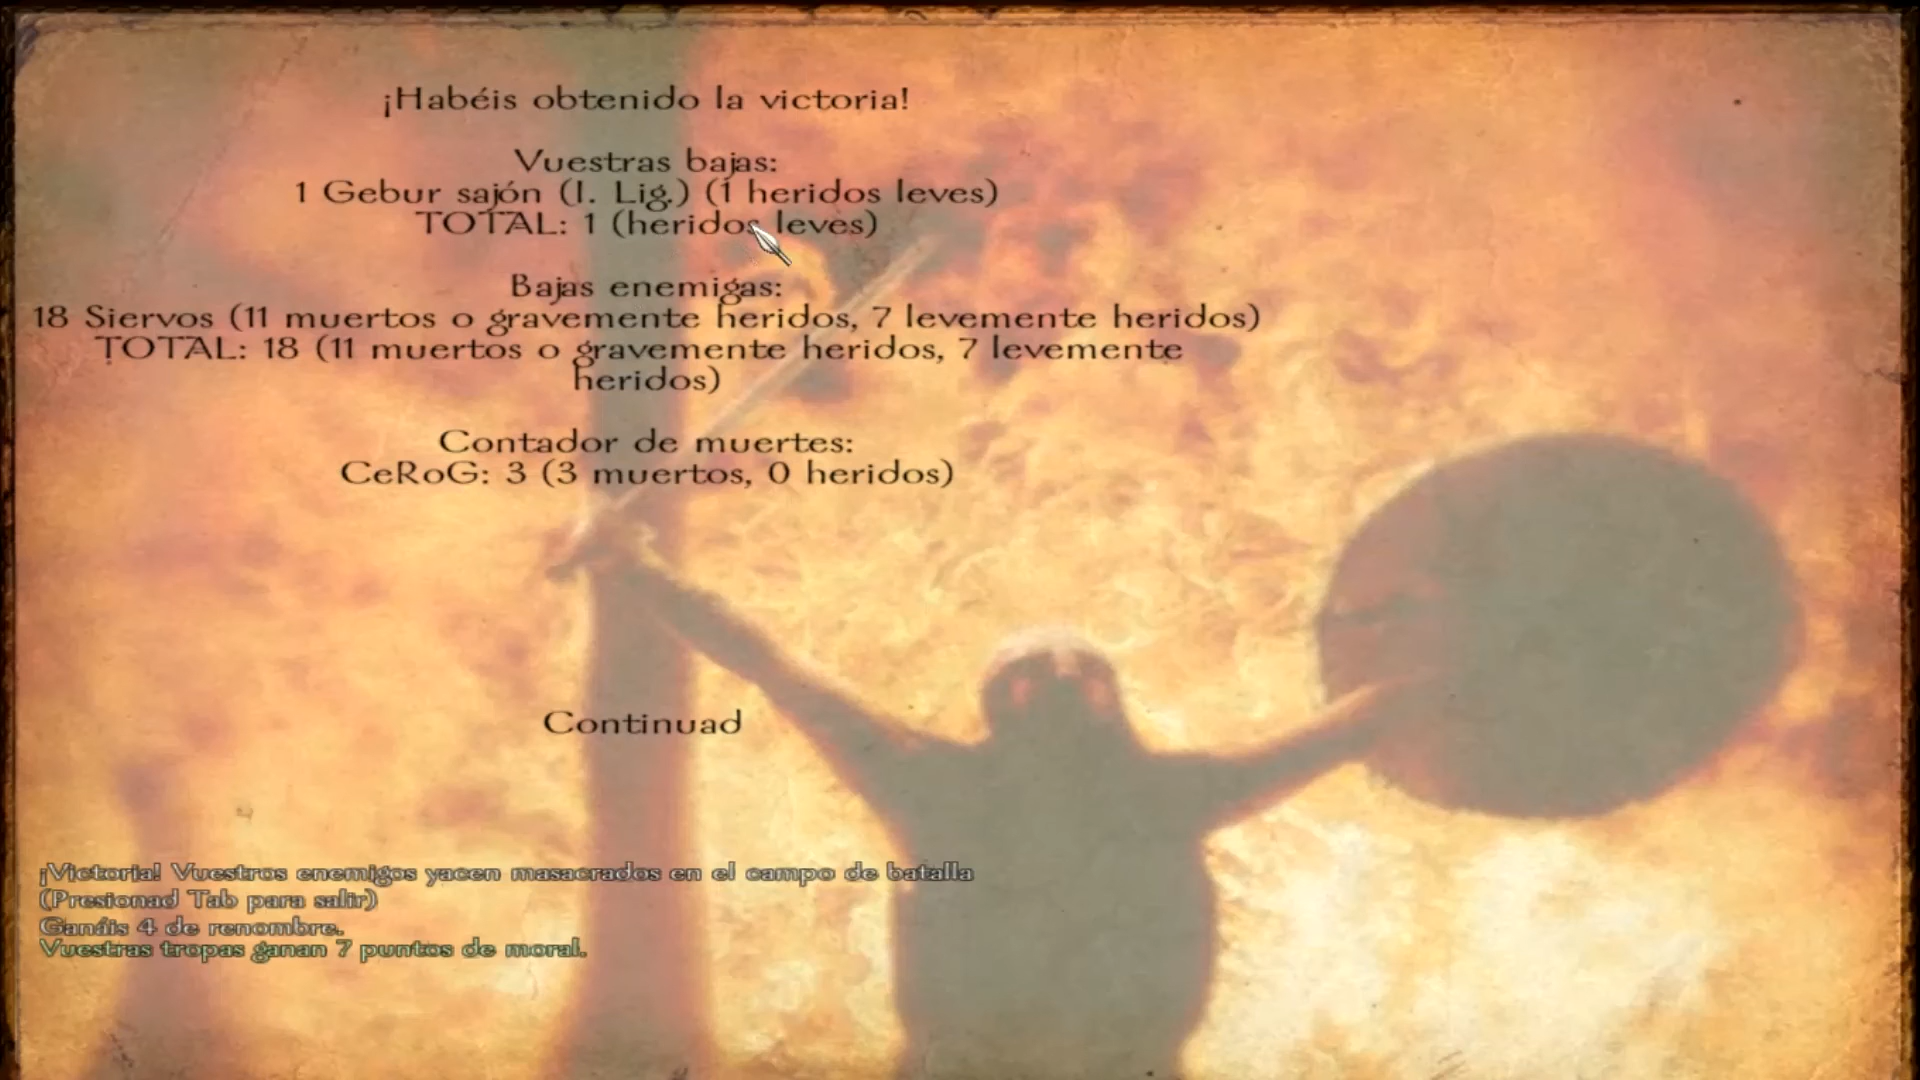 ¡Habéis obtenido la victoria!
Vuestras bajas:
1 Gebur sajón (I. Lig.) (1 heridos leves)
TOTAL: 1 (heridos leves)
Bajas enemigas:
18 Siervos (11 muertos o gravemente heridos, 7 levemente heridos)
TOTAL: 18 (11 muertos o gravemente heridos, 7 levemente
heridos)
Contador de muertes:
CeRoG: 3 (3 muertos, 0 heridos)
Continuad
¡Victoria! Vuestros enemigos yacen masacrados en el campo de batalla
(Presionad Tab para salir)
Ganáis 4 de renombre.
Vuestras tropas ganan 7 puntos de moral.